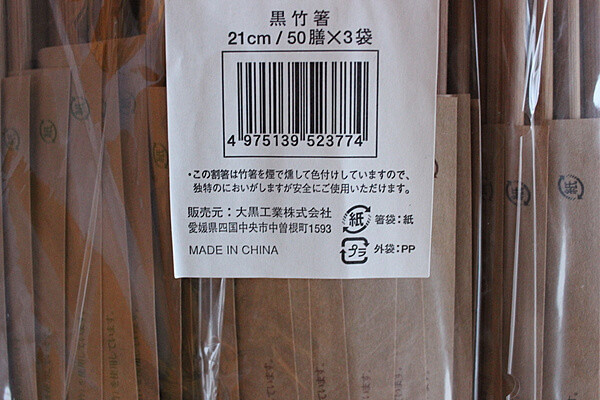 黒竹箸
21cm/50膳×3袋
4 975139 523774
・この割箸は竹箸を煙で燻して色付けしていますので、
独特のにおいがしますが安全にご使用いただけます。
販売元：大黒工業株式会社
愛媛県四国中央市中曽根町1593
MADE IN CHINA
紙 箸袋：紙
プラ 外袋：PP
紙